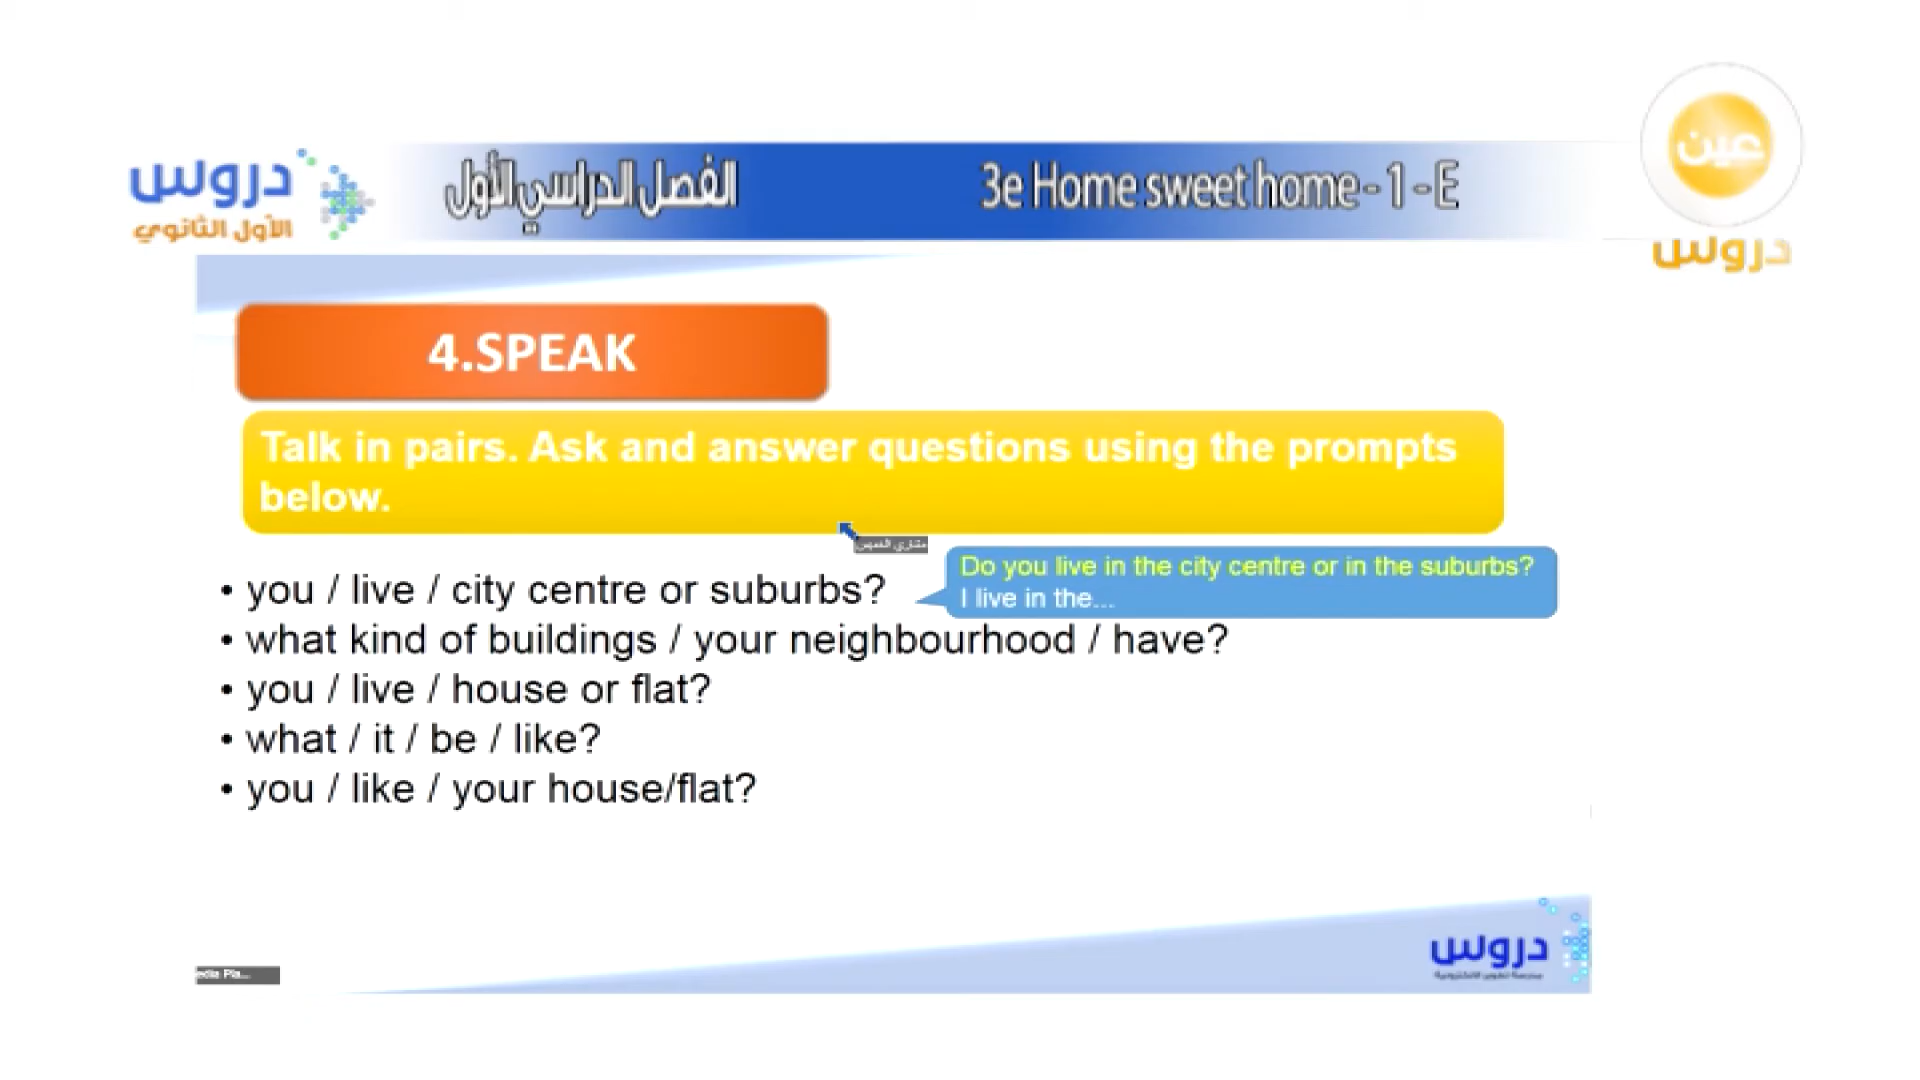 عين
دروس
دروس
الأول الثانوي
الفصل الدراسي الأول
3e Home sweet home - 1 - E
4.SPEAK
Talk in pairs. Ask and answer questions using the prompts
below.
Do you live in the city centre or in the suburbs?
I live in the...
• you / live / city centre or suburbs?
• what kind of buildings / your neighbourhood / have?
• you / live / house or flat?
• what / it / be / like?
• you / like / your house/flat?
دروس
edia Pla...